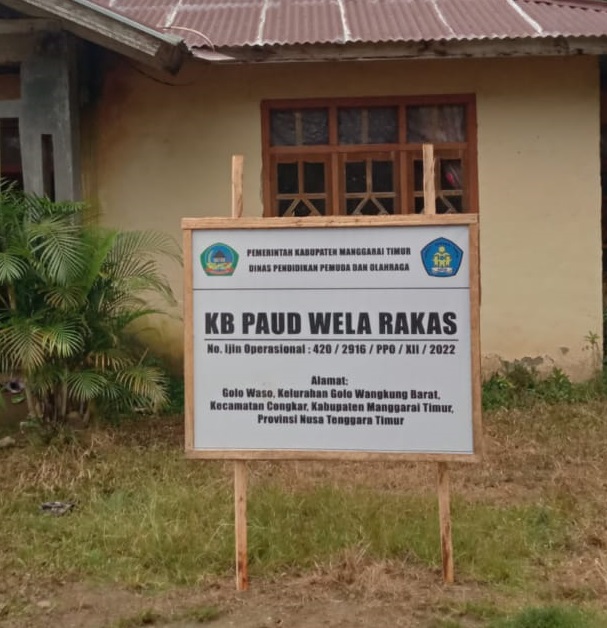 PEMERINTAH KABUPATEN MANGGARAI TIMUR
DINAS PENDIDIKAN PEMUDA DAN OLAHRAGA
KB PAUD WELA RAKAS
No. Ijin Operasional : 420 / 2916 / PPO / XII / 2022
Alamat:
Golo Waso, Kelurahan Golo Wangkung Barat,
Kecamatan Congkar, Kabupaten Manggarai Timur,
Provinsi Nusa Tenggara Timur